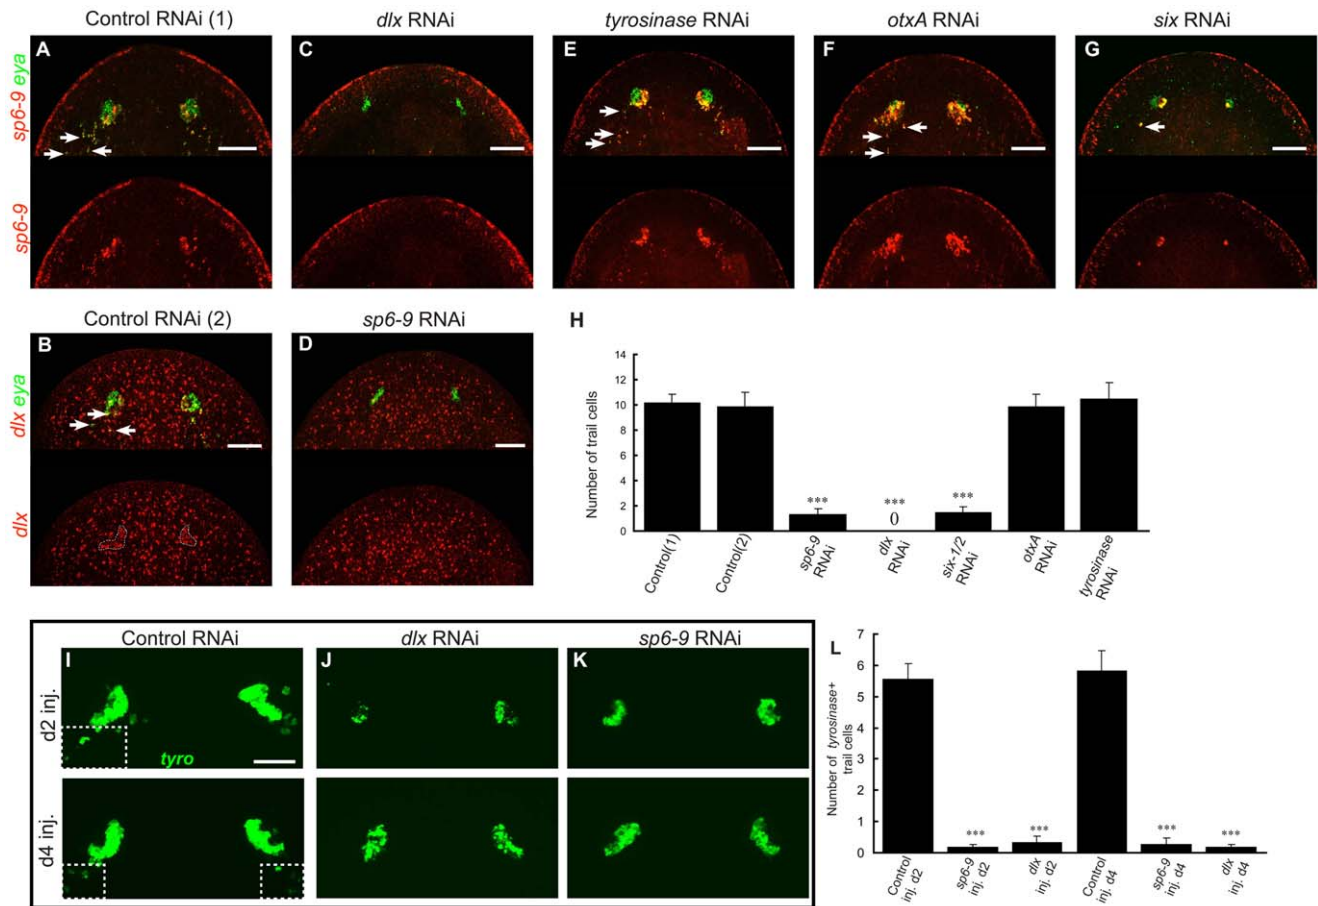 Control RNAi (1)
dlx RNAi
tyrosinase RNAi
otxA RNAi
six RNAi
A
C
E
F
G
sp6-9 eya
sp6-9
Control RNAi (2)
sp6-9 RNAi
B
D
dlx eya
dlx
H
Number of trail cells
14
12
10
8
6
4
2
0
***
***
0
***
Control(1)
Control(2)
sp6-9
RNAi
dlx
RNAi
six-1/2
RNAi
otxA
RNAi
tyrosinase
RNAi
Control RNAi
dlx RNAi
sp6-9 RNAi
I
J
K
d2 inj.
tyro
d4 inj.
L
Number of tyrosinase+
trail cells
7
6
5
4
3
2
1
0
***
***
***
***
Control
inj. d2
sp6-9
inj. d2
dlx
inj. d2
Control
inj. d4
sp6-9
inj. d4
dlx
inj. d4